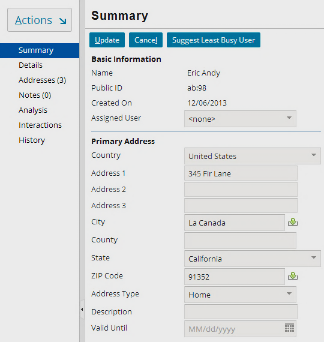 Actions
Summary
Details
Addresses (3)
Notes (0)
Analysis
Interactions
History
Summary
Update Cancel Suggest Least Busy User
Basic Information
Name Eric Andy
Public ID ab:98
Created On 12/06/2013
Assigned User <none>
Primary Address
Country United States
Address 1 345 Fir Lane
Address 2
Address 3
City La Canada
County
State California
ZIP Code 91352
Address Type Home
Description
Valid Until MM/dd/yyyy